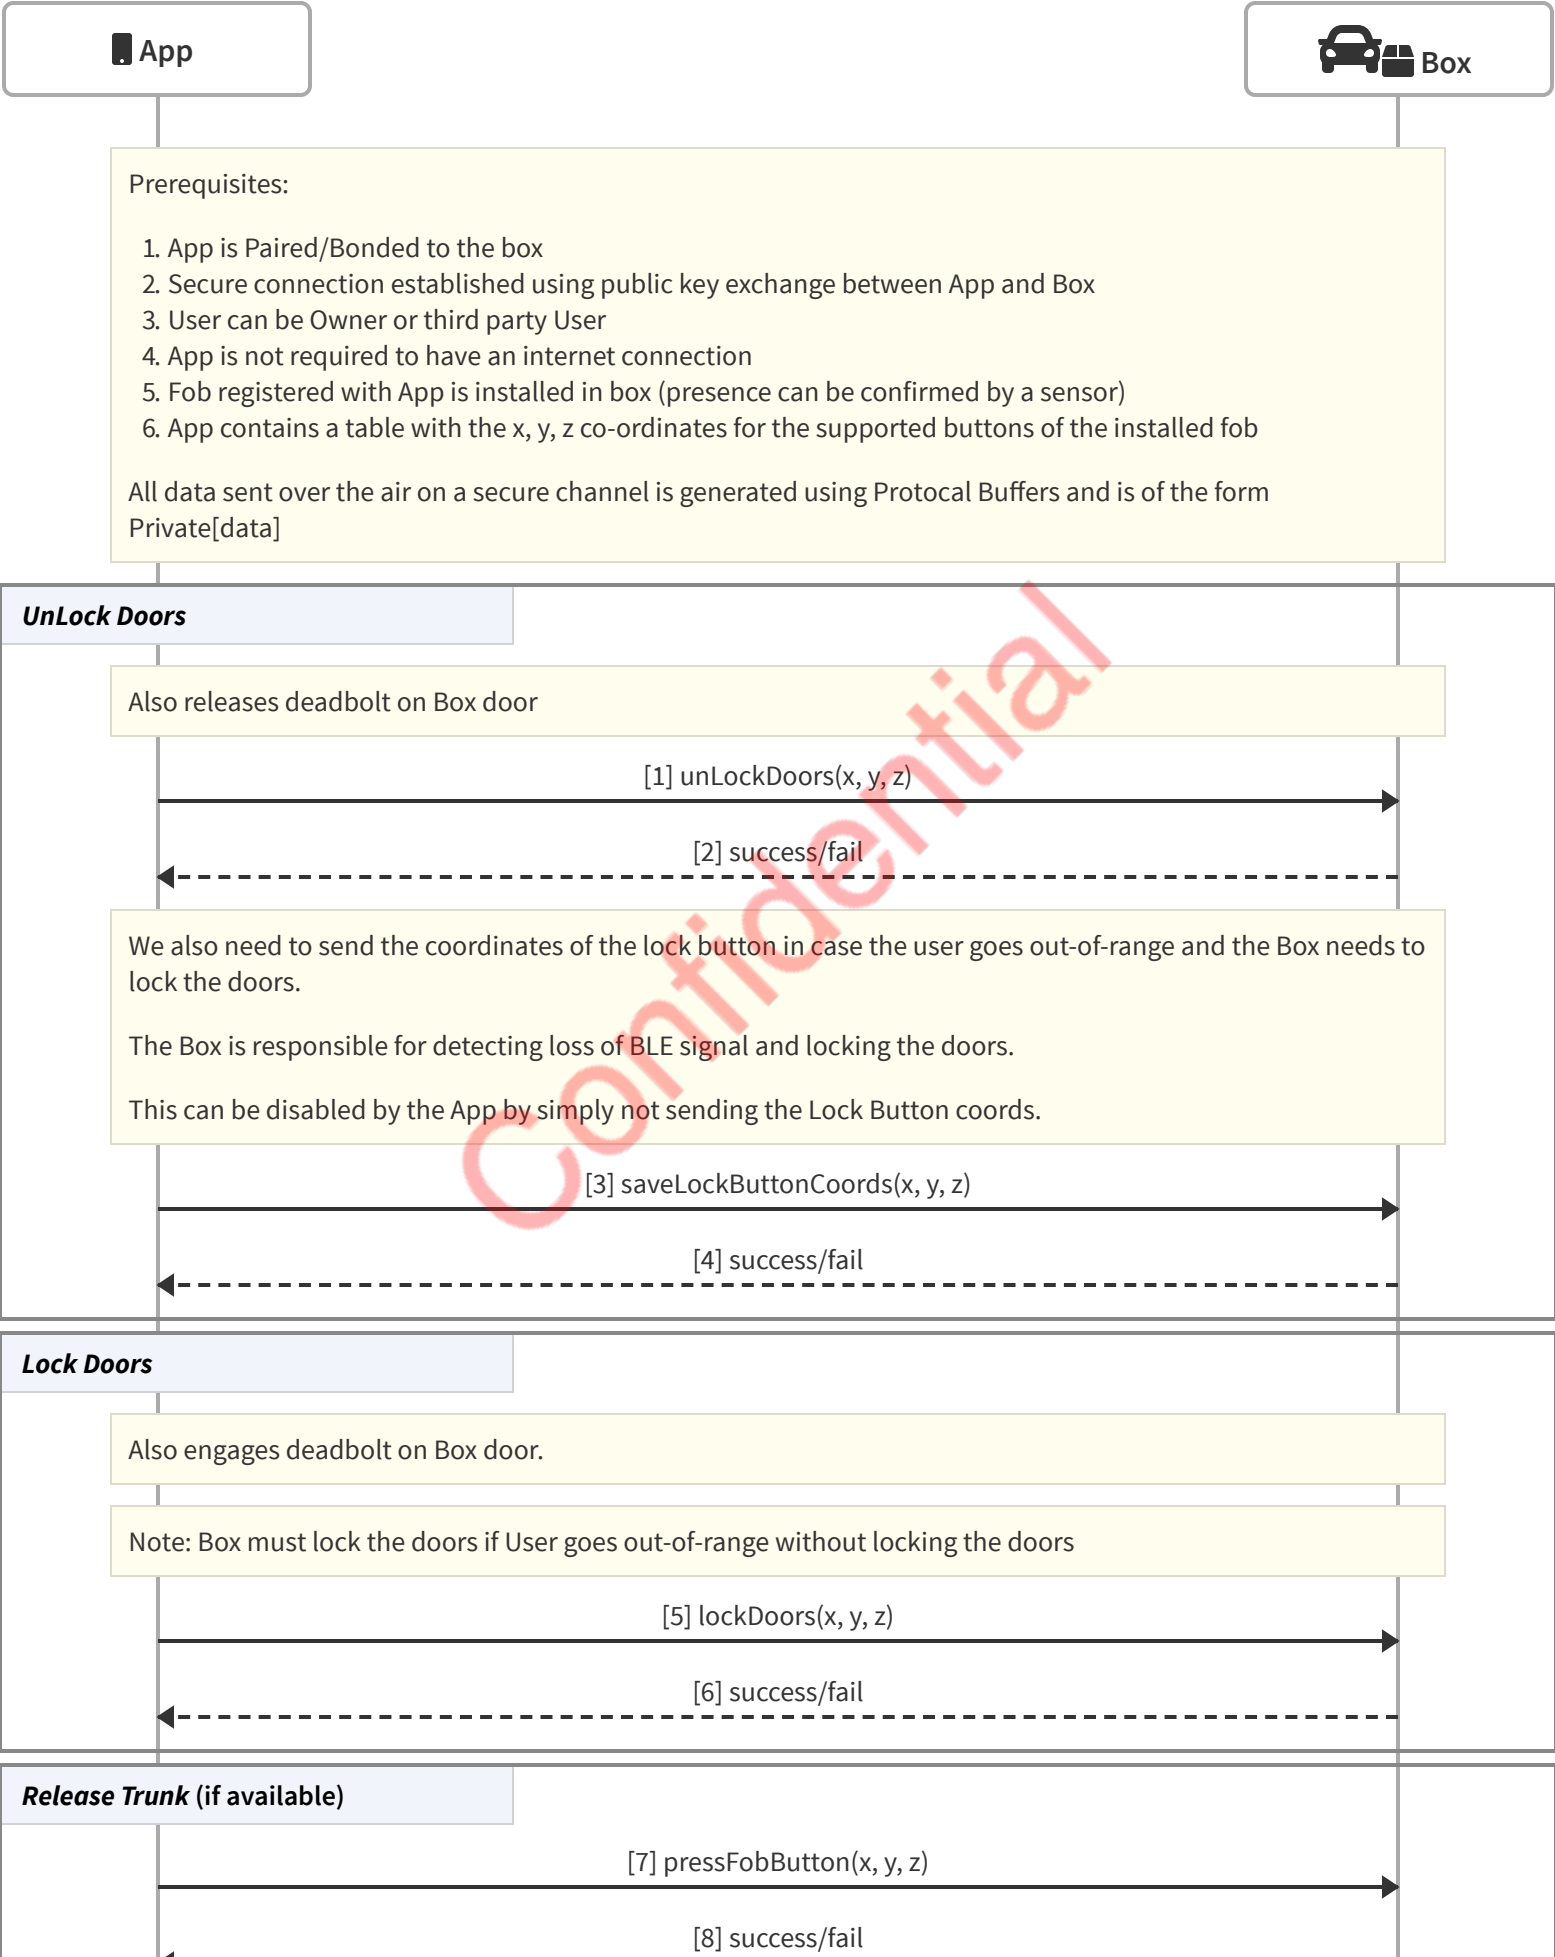 App
Box
Prerequisites:
1. App is Paired/Bonded to the box
2. Secure connection established using public key exchange between App and Box
3. User can be Owner or third party User
4. App is not required to have an internet connection
5. Fob registered with App is installed in box (presence can be confirmed by a sensor)
6. App contains a table with the x, y, z co-ordinates for the supported buttons of the installed fob
All data sent over the air on a secure channel is generated using Protocal Buffers and is of the form
Private[data]
UnLock Doors
Also releases deadbolt on Box door
[1] unLockDoors(x, y, z)
[2] success/fail
We also need to send the coordinates of the lock button in case the user goes out-of-range and the Box needs to
lock the doors.
The Box is responsible for detecting loss of BLE signal and locking the doors.
This can be disabled by the App by simply not sending the Lock Button coords.
[3] saveLockButtonCoords(x, y, z)
[4] success/fail
Confidential
Lock Doors
Also engages deadbolt on Box door.
Note: Box must lock the doors if User goes out-of-range without locking the doors
[5] lockDoors(x, y, z)
[6] success/fail
Release Trunk (if available)
[7] pressFobButton(x, y, z)
[8] success/fail